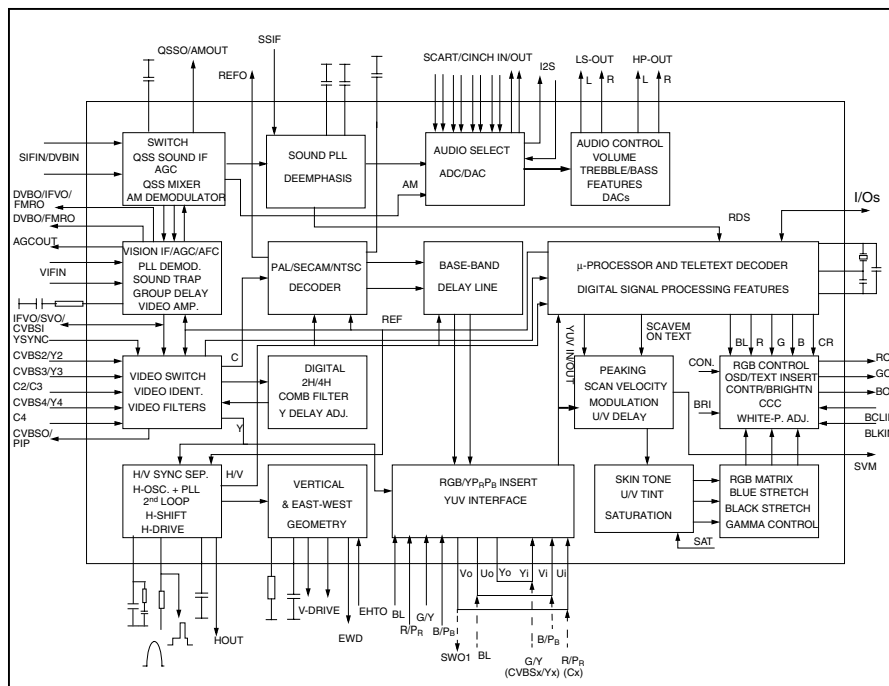 QSSO/AMOUT
SSIF
REFO
SCART/CINCH IN/OUT
I2S
LS-OUT
HP-OUT
L
R
L
R
SIFIN/DVBIN
SWITCH
QSS SOUND IF
AGC
QSS MIXER
AM DEMODULATOR
SOUND PLL
DEEMPHASIS
AUDIO SELECT
ADC/DAC
AUDIO CONTROL
VOLUME
TREBBLE/BASS
FEATURES
DACs
AM
RDS
I/Os
DVBO/IFVO/
FMRO
DVBO/FMRO
AGCOUT
VIFIN
VISION IF/AGC/AFC
PLL DEMOD.
SOUND TRAP
GROUP DELAY
VIDEO AMP.
PAL/SECAM/NTSC
DECODER
BASE-BAND
DELAY LINE
μ-PROCESSOR AND TELETEXT DECODER
DIGITAL SIGNAL PROCESSING FEATURES
IFVO/SVO/
CVBSI
YSYNC
CVBS2/Y2
CVBS3/Y3
C2/C3
CVBS4/Y4
C4
CVBSO/
PIP
REF
C
Y
VIDEO SWITCH
VIDEO IDENT.
VIDEO FILTERS
DIGITAL
2H/4H
COMB FILTER
Y DELAY ADJ.
YUV IN/OUT
SCAVEM
ON TEXT
BL
R
G
B
CR
PEAKING
SCAN VELOCITY
MODULATION
U/V DELAY
CON.
BRI
RGB CONTROL
OSD/TEXT INSERT
CONTR/BRIGHTN
CCC
WHITE-P. ADJ.
RO
GO
BO
BCLIN
BLKIN
SVM
H/V SYNC SEP.
H-OSC. + PLL
2nd LOOP
H-SHIFT
H-DRIVE
H/V
VERTICAL
& EAST-WEST
GEOMETRY
RGB/YPRPB INSERT
YUV INTERFACE
SKIN TONE
U/V TINT
SATURATION
RGB MATRIX
BLUE STRETCH
BLACK STRETCH
GAMMA CONTROL
SAT
Vo
Uo
Yo
Yi
Vi
Ui
HOUT
V-DRIVE
EWD
EHTO
BL
R/PR
G/Y
B/PB
SWO1
BL
G/Y
(CVBSx/Yx)
B/PB
R/PR
(Cx)